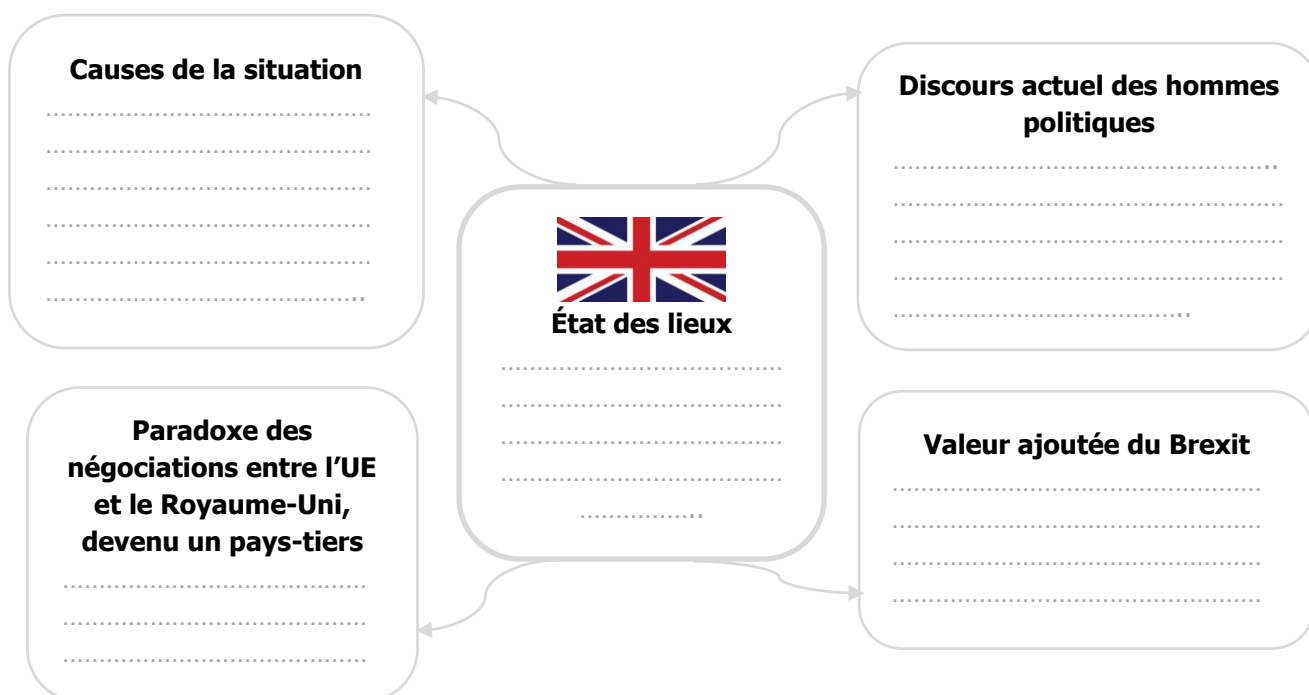 Causes de la situation
……………………………………….
……………………………………….
……………………………………….
……………………………………….
……………………………………….
……………………………………..
Discours actuel des hommes
politiques
……………………………………………..
……………………………………………….
……………………………………………….
……………………………………………….
…………………………………..
État des lieux
………………………………….
………………………………….
………………………………….
………………………………….
……………..
Paradoxe des
négociations entre l’UE
et le Royaume-Uni,
devenu un pays-tiers
…………………………………….
…………………………………….
…………………………………….
Valeur ajoutée du Brexit
…………………………………………….
…………………………………………….
…………………………………………….
…………………………………………….